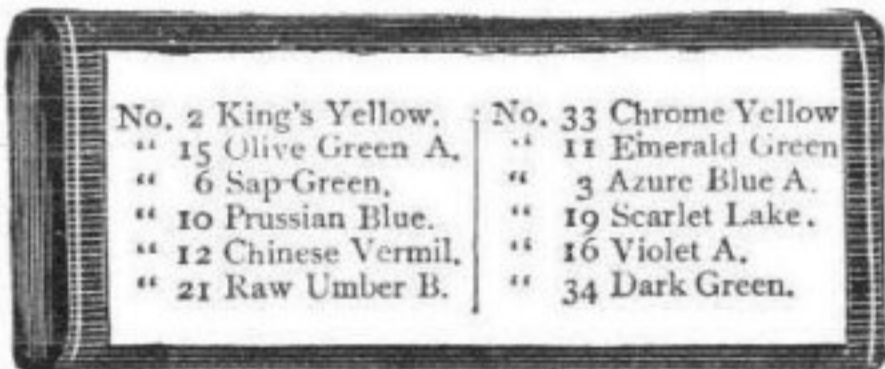 No. 2 King's Yellow.
" 15 Olive Green A.
" 6 Sap Green.
" 10 Prussian Blue.
" 12 Chinese Vermil.
" 21 Raw Umber B.
No. 33 Chrome Yellow
" 11 Emerald Green
" 3 Azure Blue A.
" 19 Scarlet Lake.
" 16 Violet A.
" 34 Dark Green.